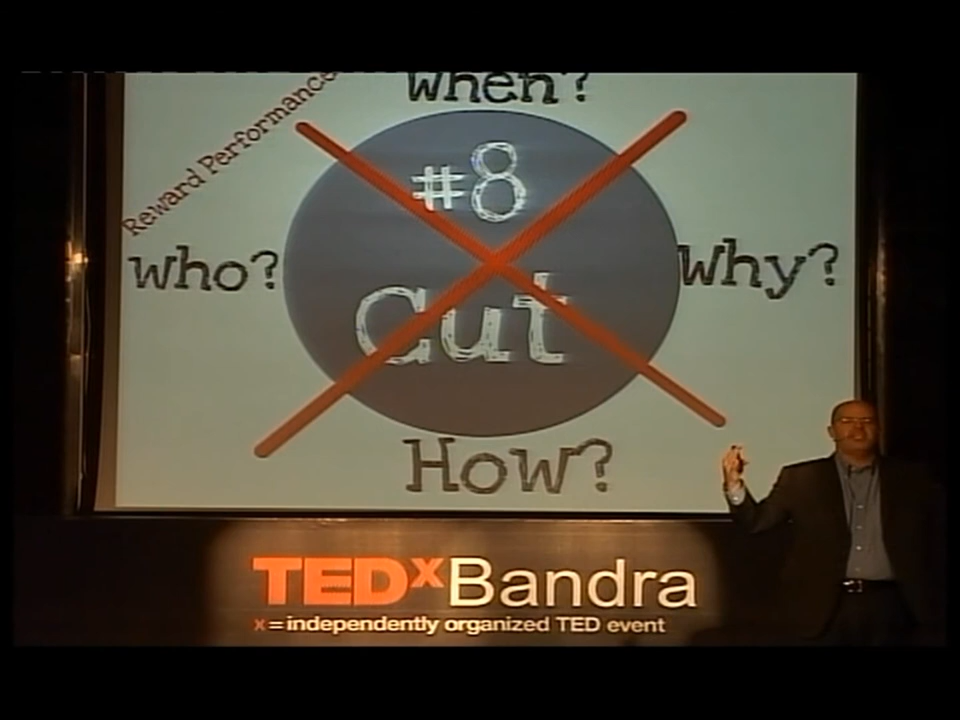 when?
Reward Performance
#8
who?
Why?
Cut
How?
TEDxBandra
x = independently organized TED event